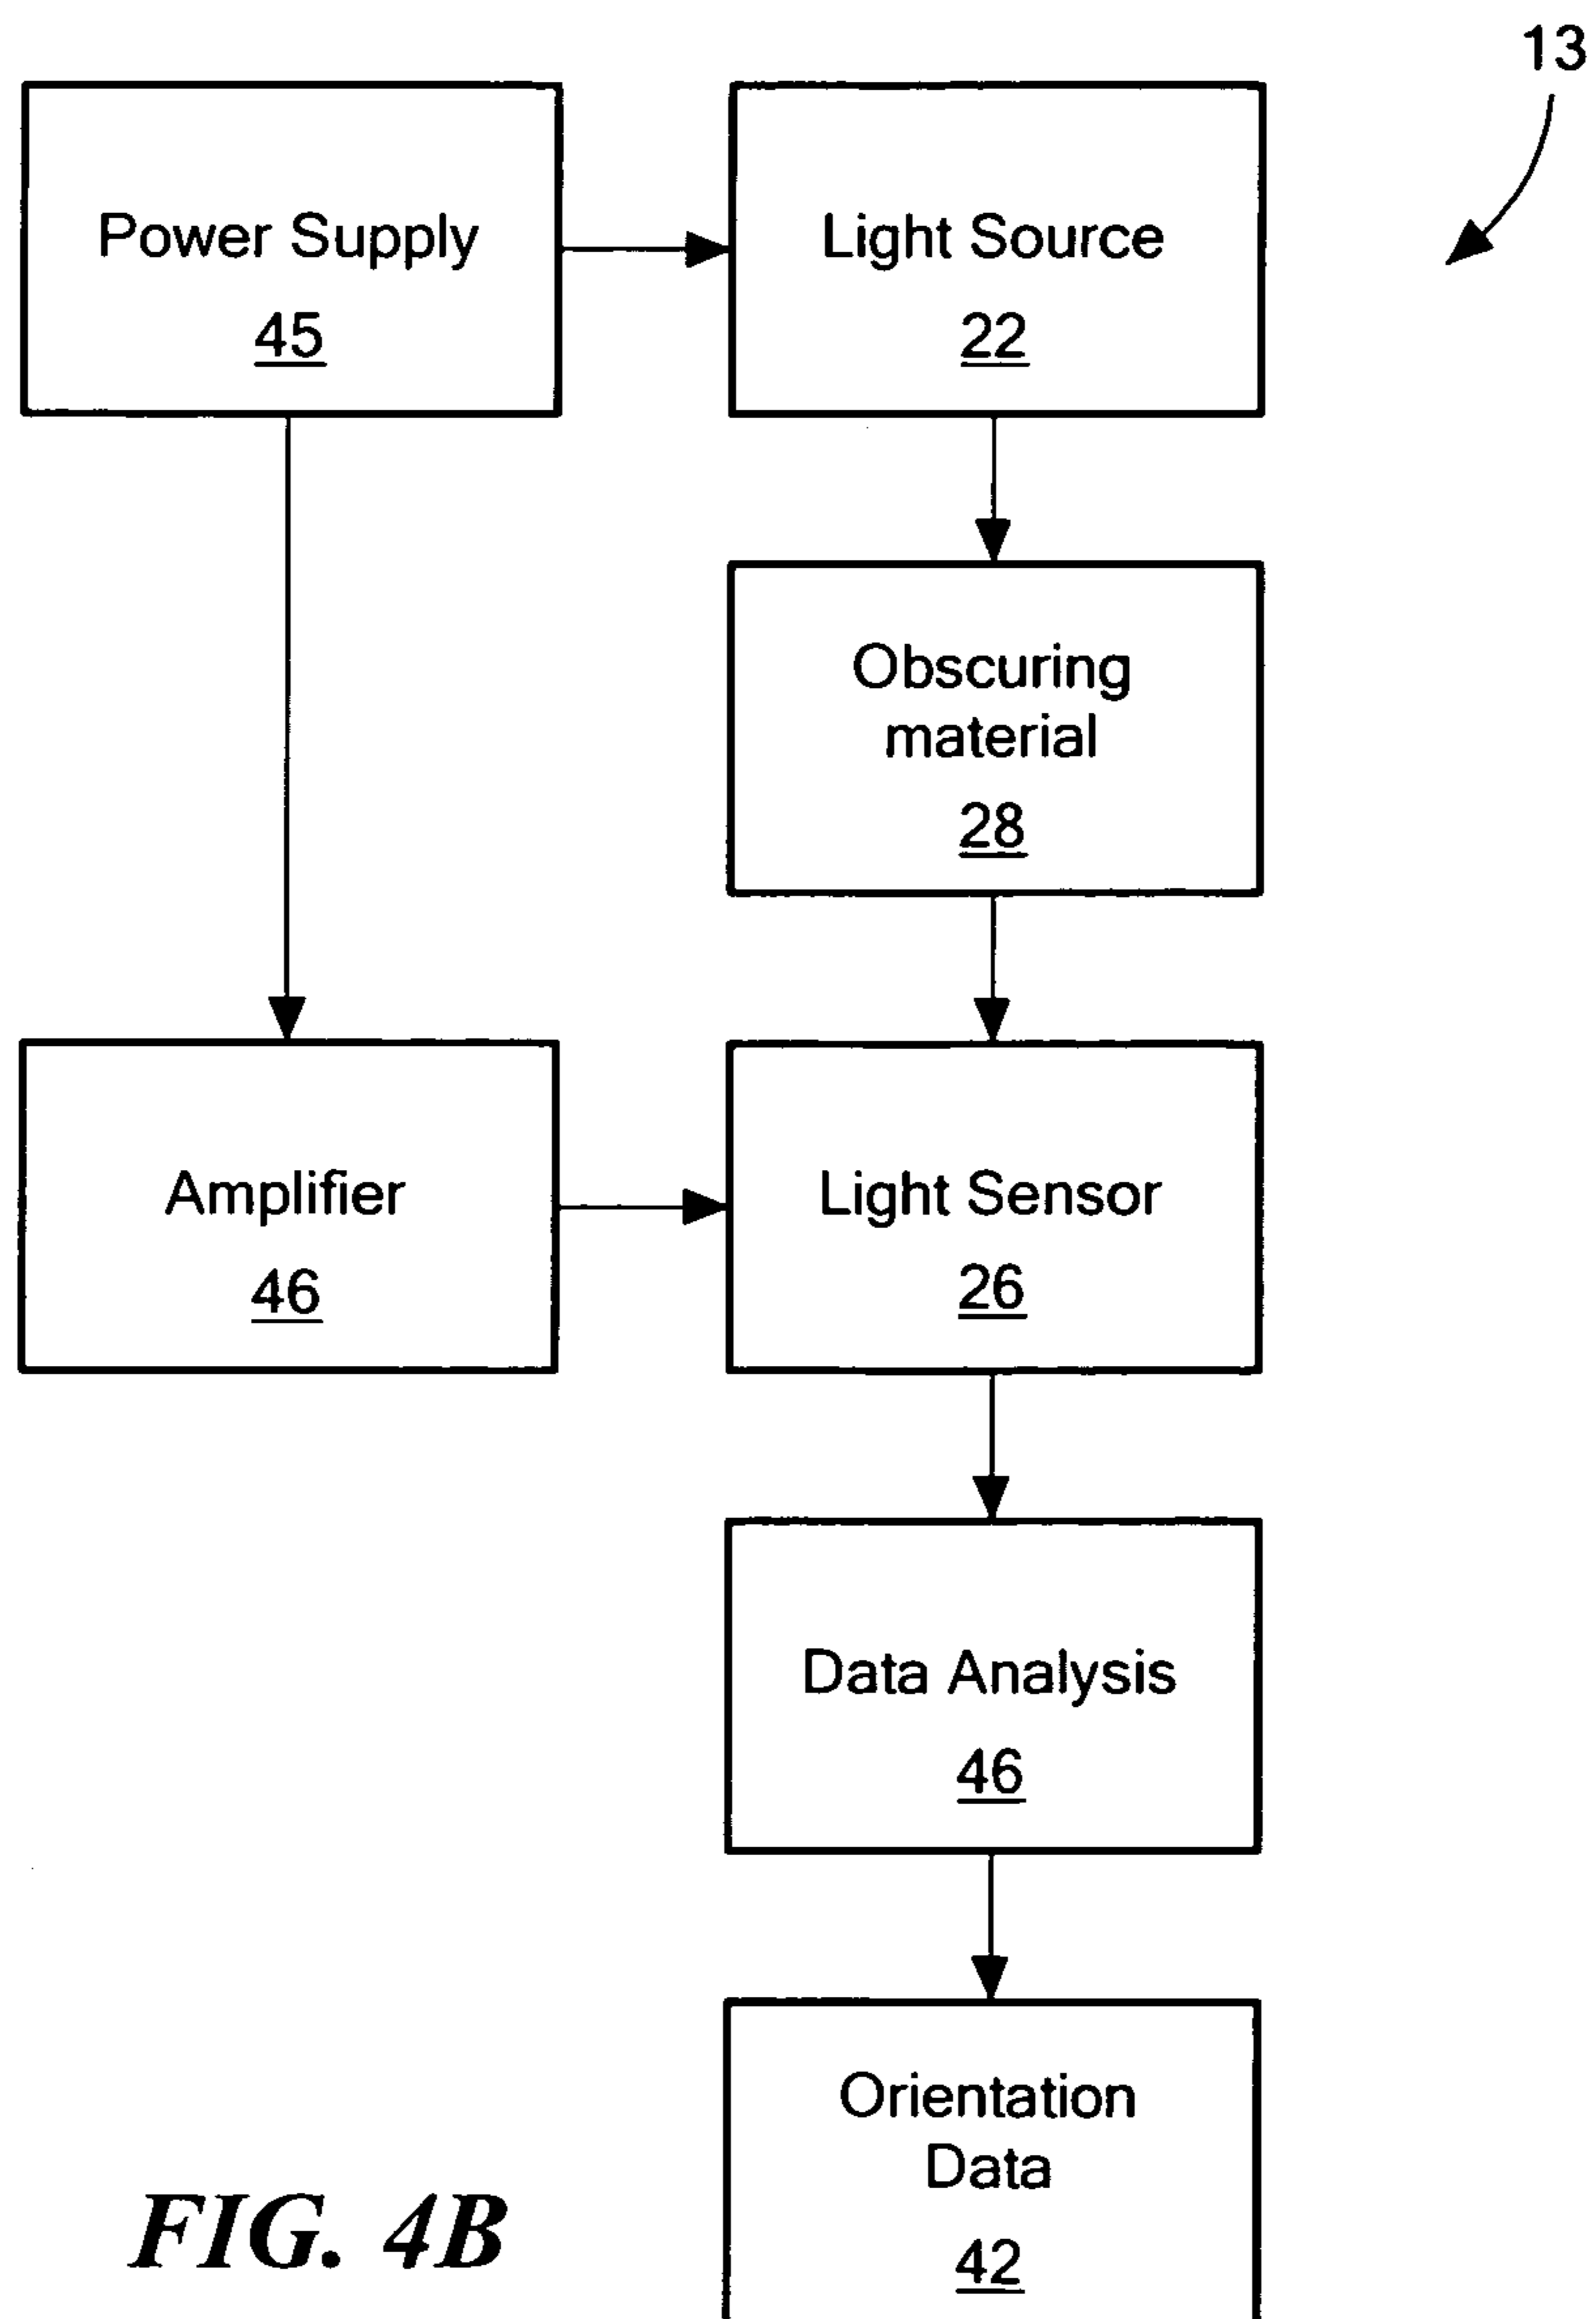 13
Power Supply
45
Light Source
22
Obscuring
material
28
Amplifier
46
Light Sensor
26
Data Analysis
46
Orientation
Data
42
FIG. 4B